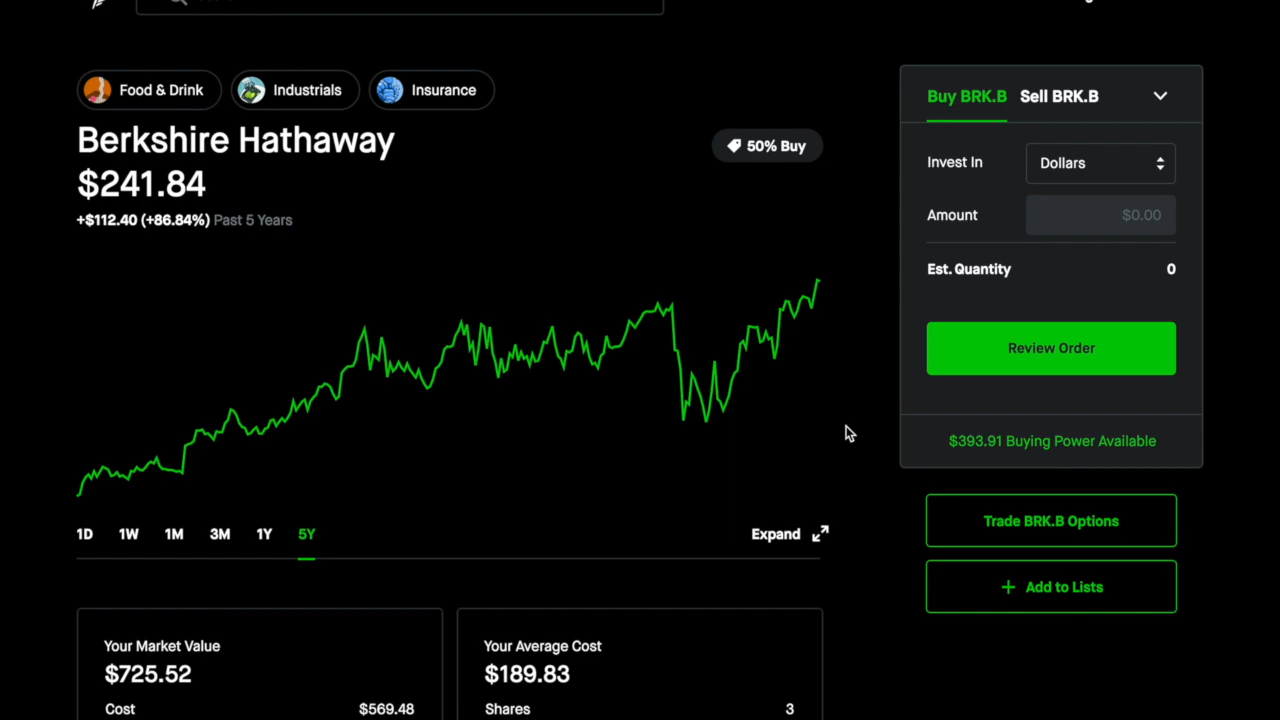 Food & Drink
Industrials
Insurance
Berkshire Hathaway
$241.84
+$112.40 (+86.84%) Past 5 Years
50% Buy
1D 1W 1M 3M 1Y 5Y
Expand
Your Market Value
$725.52
Cost $569.48
Your Average Cost
$189.83
Shares 3
Buy BRK.B Sell BRK.B
Invest In Dollars
Amount $0.00
Est. Quantity 0
Review Order
$393.91 Buying Power Available
Trade BRK.B Options
Add to Lists